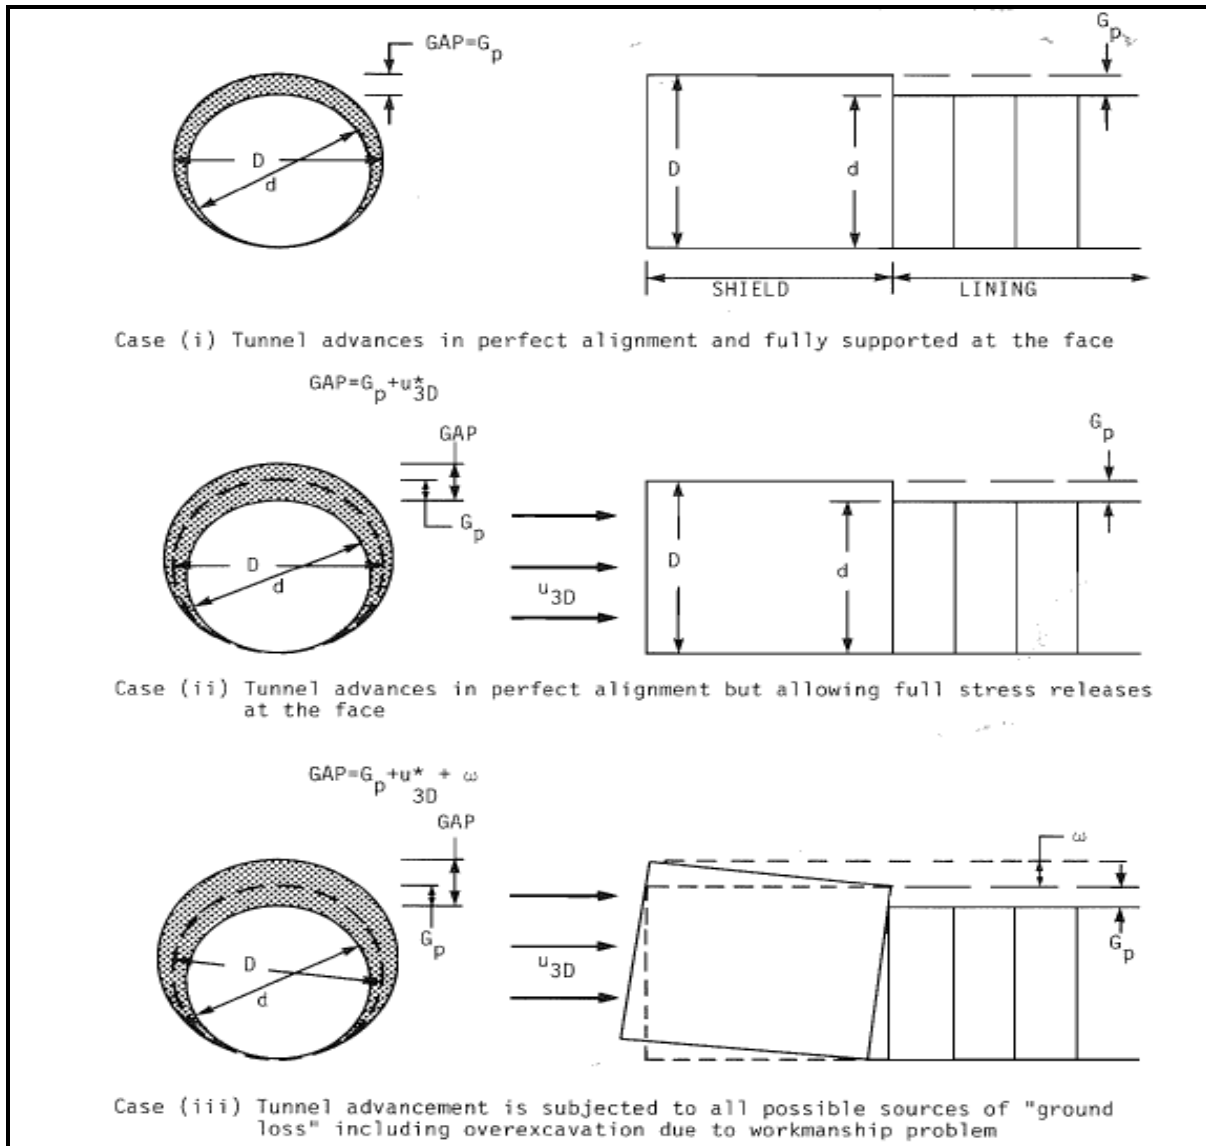 GAP=Gp
Gp
D
d
D
d
SHIELD
LINING
Case (i) Tunnel advances in perfect alignment and fully supported at the face
GAP=Gp+u*3D
GAP
Gp
Gp
D
d
u3D
D
d
Case (ii) Tunnel advances in perfect alignment but allowing full stress releases
at the face
GAP=Gp+u*3D + ω
GAP
ω
Gp
Gp
D
d
u3D
Case (iii) Tunnel advancement is subjected to all possible sources of "ground
loss" including overexcavation due to workmanship problem